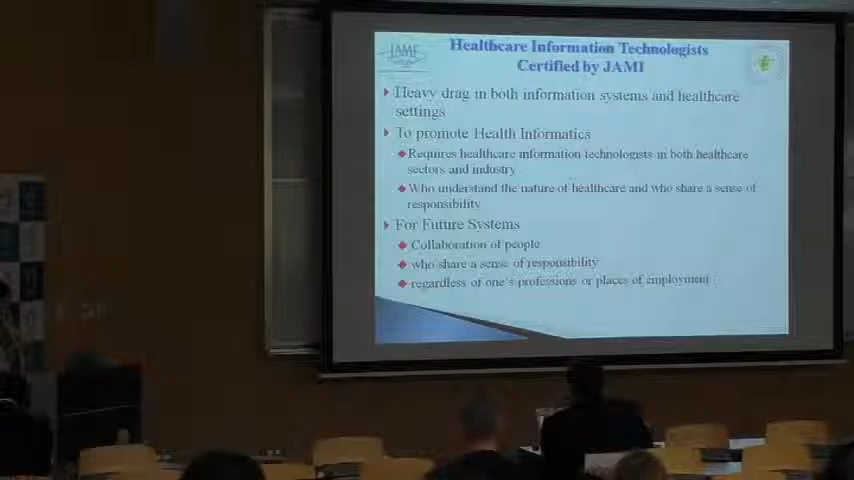 JAMI
Healthcare Information Technologists
Certified by JAMI
Heavy drag in both information systems and healthcare
settings
To promote Health Informatics
Requires healthcare information technologists in both healthcare
sectors and industry
Who understand the nature of healthcare and who share a sense of
responsibility
For Future Systems
Collaboration of people
who share a sense of responsibility
regardless of one's professions or places of employment